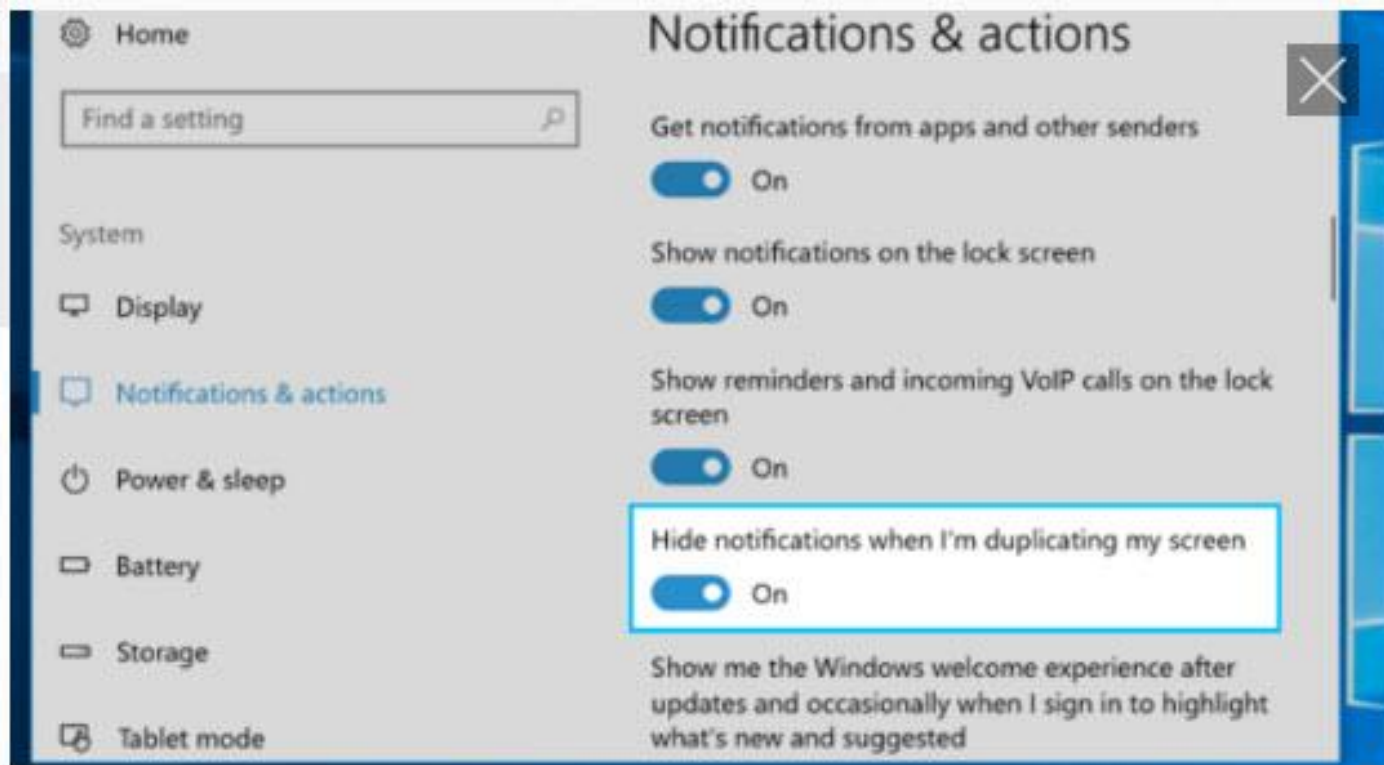 Home
Find a setting
System
Display
Notifications & actions
Power & sleep
Battery
Storage
Tablet mode
Notifications & actions
Get notifications from apps and other senders
On
Show notifications on the lock screen
On
Show reminders and incoming VoIP calls on the lock
screen
On
Hide notifications when I'm duplicating my screen
On
Show me the Windows welcome experience after
updates and occasionally when I sign in to highlight
what's new and suggested